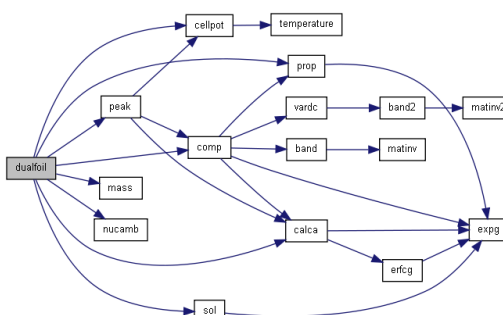 dualfoil
cellpot
temperature
prop
peak
vardc
band2
matinv2
comp
band
matinv
mass
nucamb
calca
expg
erfcg
sol